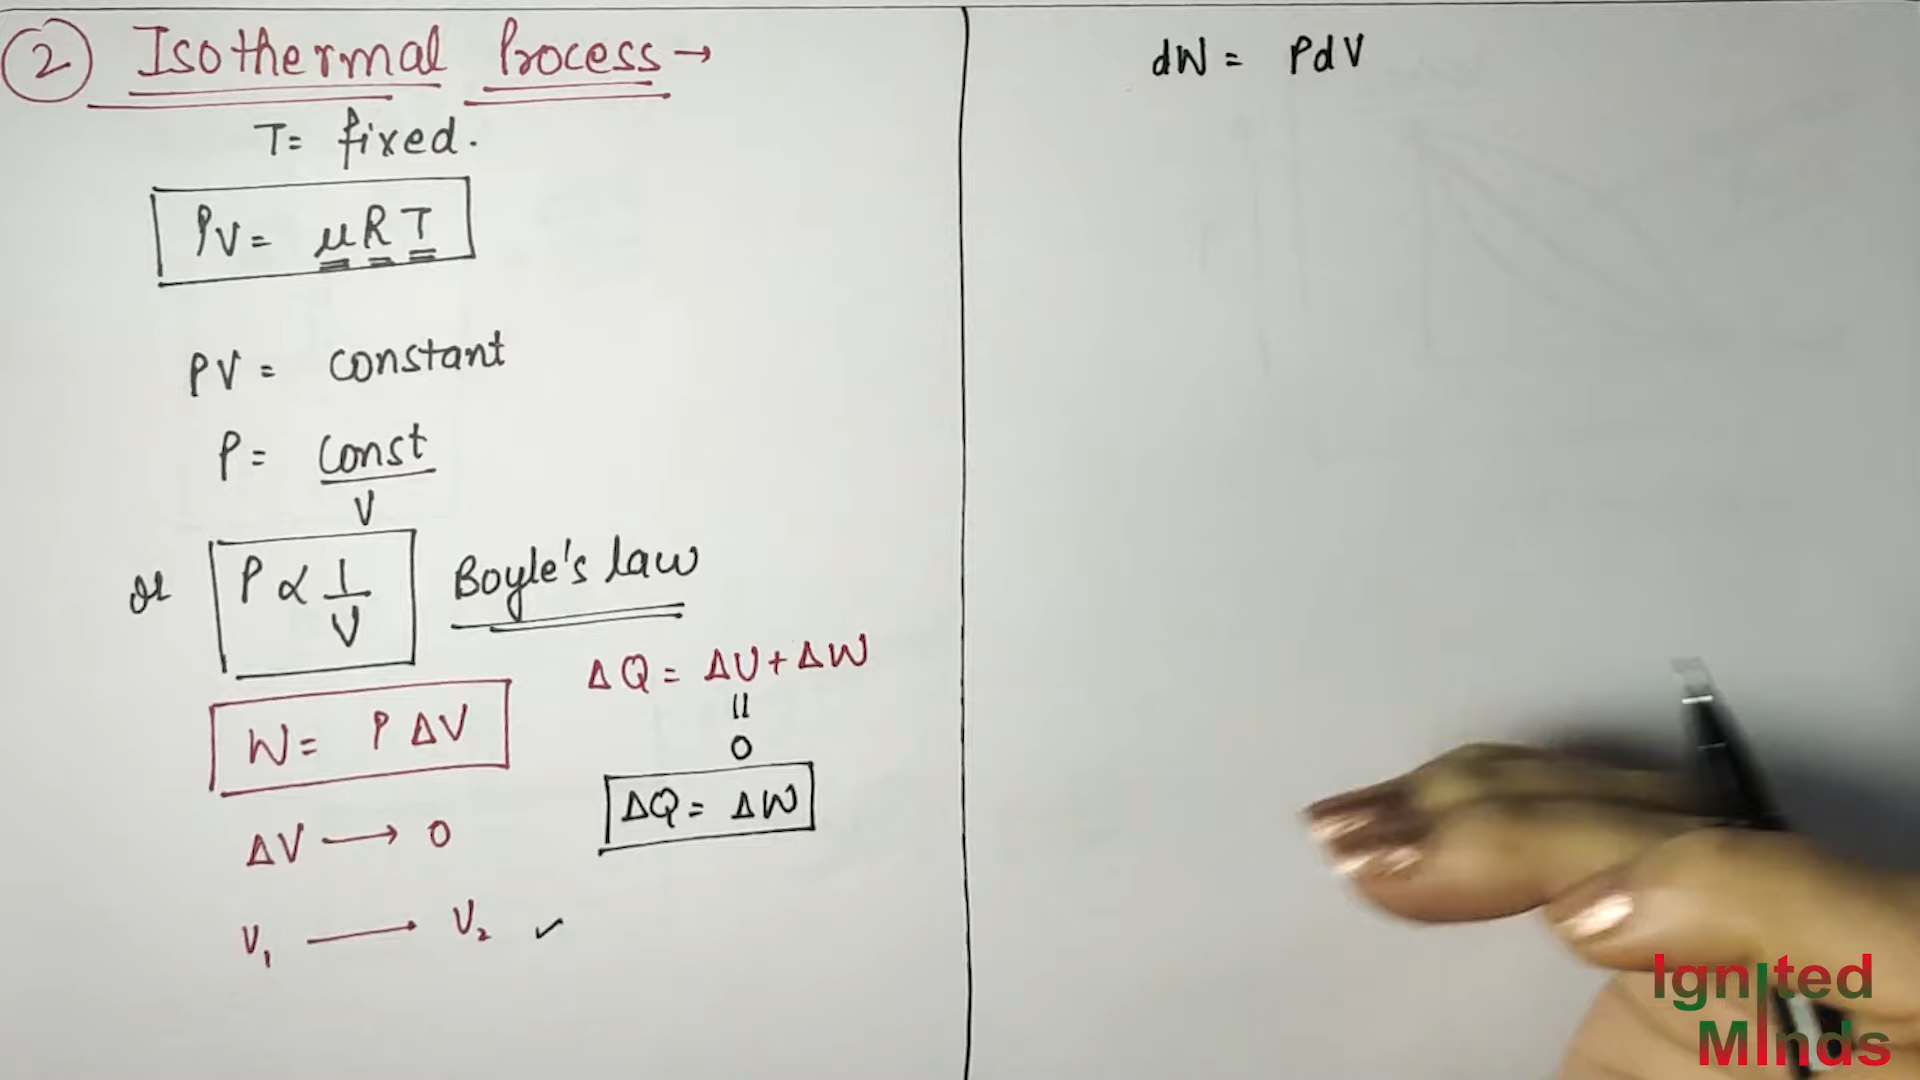 ② Isothermal Process →
T = fixed.
PV = μRT
PV = constant
P = const/V
or P ∝ 1/V Boyle's law
ΔQ = ΔU + ΔW
=
0
W = P ΔV
ΔQ = ΔW
ΔV → 0
V₁ → V₂ ✓
dW = PdV
Ignited
Minds